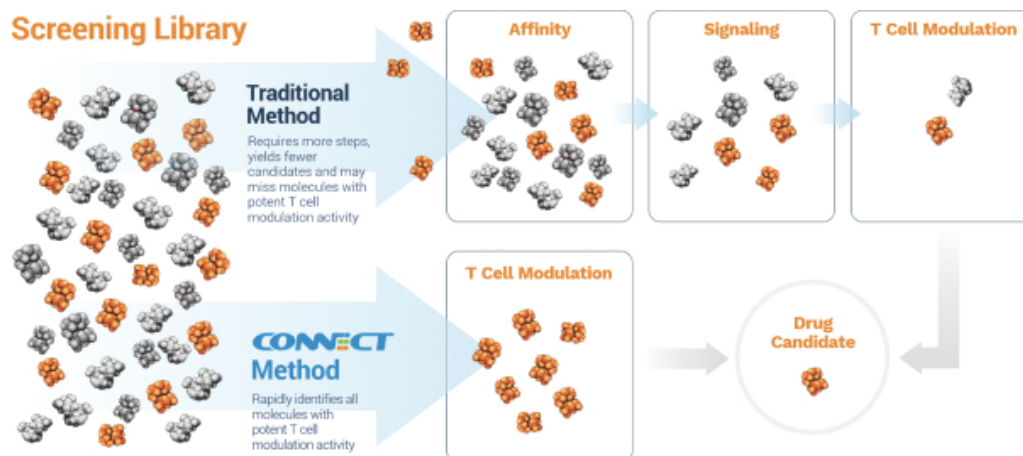 Screening Library
Traditional
Method
Requires more steps,
yields fewer
candidates and may
miss molecules with
potent T cell
modulation activity
Affinity
Signaling
T Cell Modulation
CONNECT
Method
Rapidly identifies all
molecules with
potent T cell
modulation activity
T Cell Modulation
Drug
Candidate